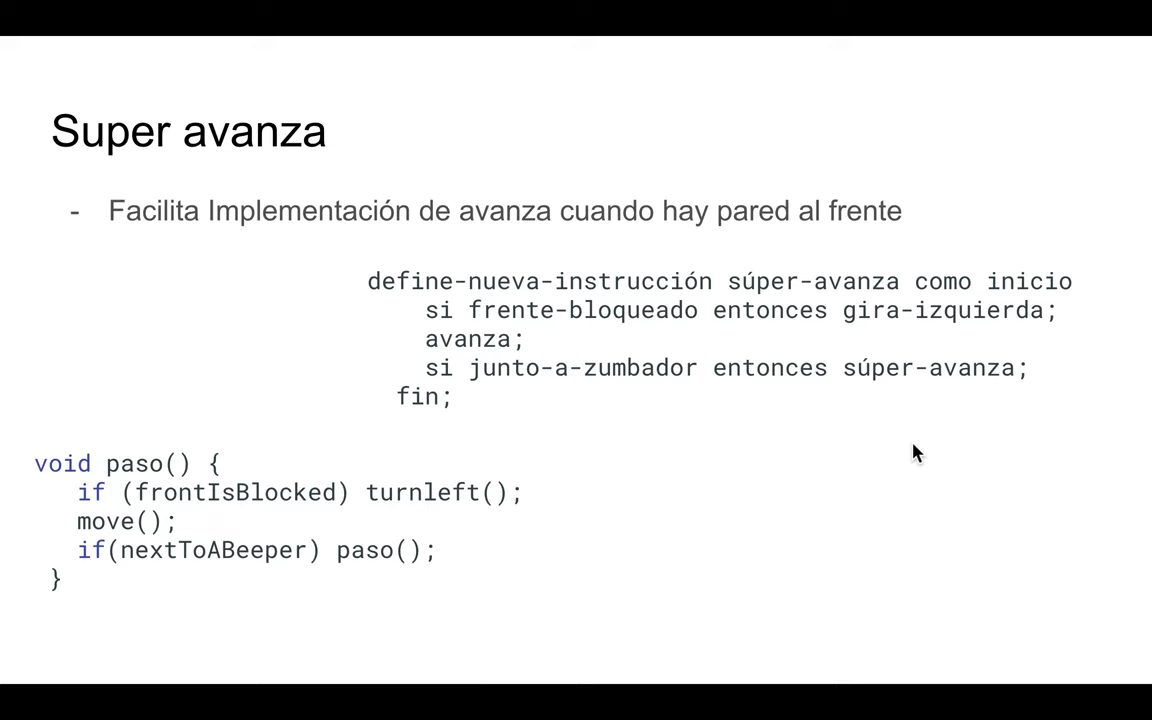 Super avanza
- Facilita Implementación de avanza cuando hay pared al frente
define-nueva-instrucción súper-avanza como inicio
si frente-bloqueado entonces gira-izquierda;
avanza;
si junto-a-zumbador entonces súper-avanza;
fin;
void paso() {
if (frontIsBlocked) turnleft();
move();
if(nextToABeeper) paso();
}